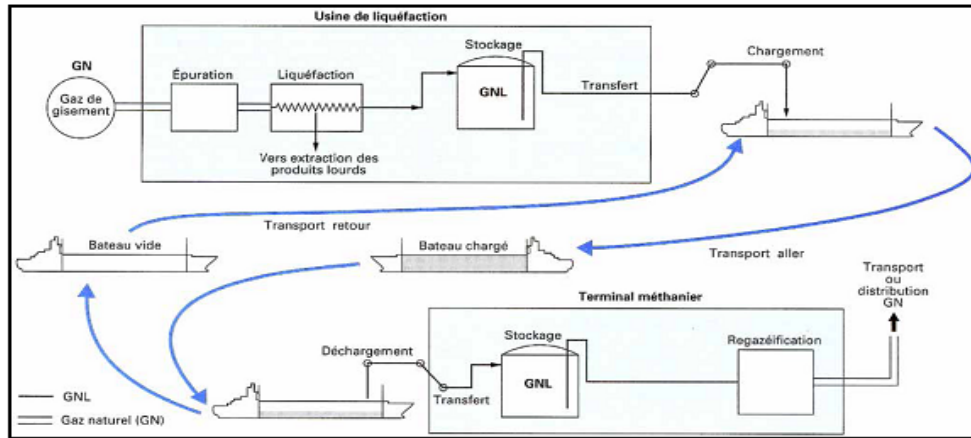 Usine de liquéfaction
GN
Gaz de
gisement
Épuration
Liquéfaction
Vers extraction des
produits lourds
Stockage
GNL
Transfert
Chargement
Transport retour
Bateau vide
Bateau chargé
Transport aller
Transport
ou
distribution
GN
Terminal méthanier
Déchargement
Transfert
Stockage
GNL
Regazéification
GNL
Gaz naturel (GN)